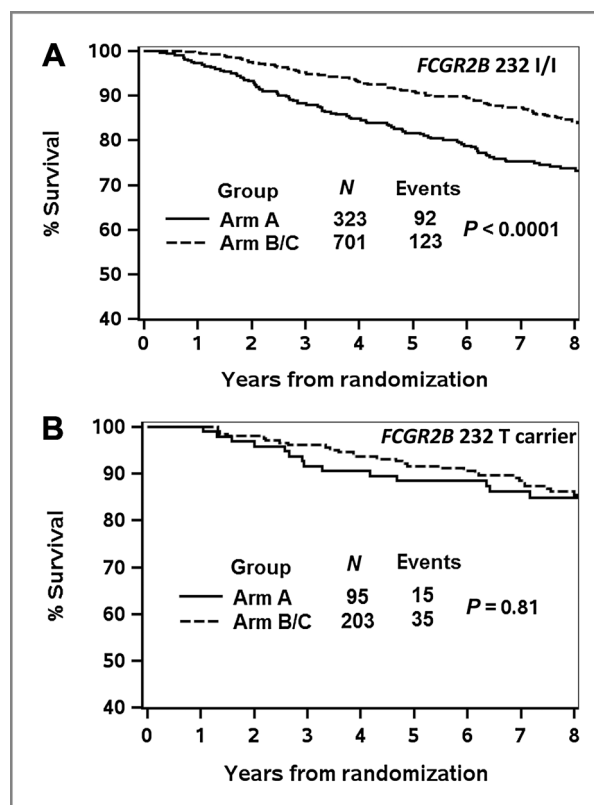 A
FCGR2B 232 I/I
100
90
80
70
60
50
40
% Survival
Group N Events
Arm A 323 92
Arm B/C 701 123
P < 0.0001
0 1 2 3 4 5 6 7 8
Years from randomization
B
FCGR2B 232 T carrier
100
90
80
70
60
50
40
% Survival
Group N Events
Arm A 95 15
Arm B/C 203 35
P = 0.81
0 1 2 3 4 5 6 7 8
Years from randomization